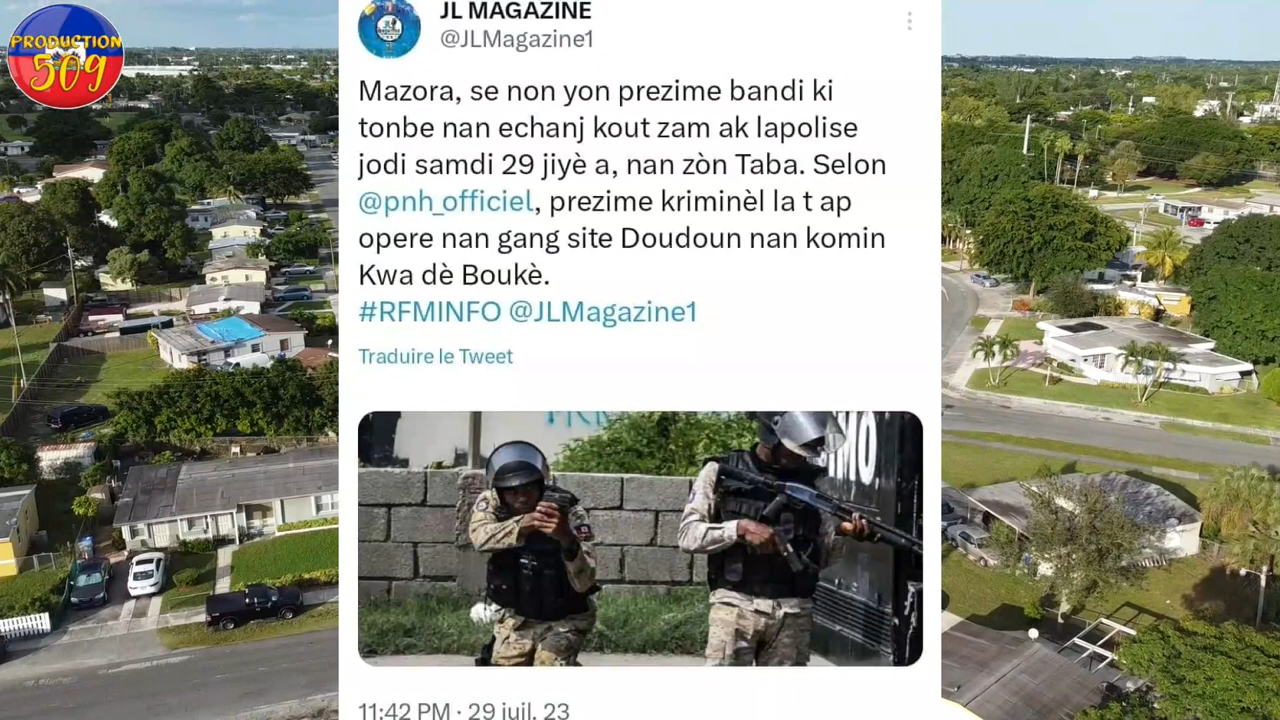 PRODUCTION
509
JL MAGAZINE
@JLMagazine1
Mazora, se non yon prezime bandi ki
tonbe nan echanj kout zam ak lapolise
jodi samdi 29 jiyè a, nan zòn Taba. Selon
@pnh_officiel, prezime kriminèl la t ap
opere nan gang site Doudoun nan komin
Kwa dè Boukè.
#RFMINFO @JLMagazine1
Traduire le Tweet
11:42 PM · 29 juil. 23